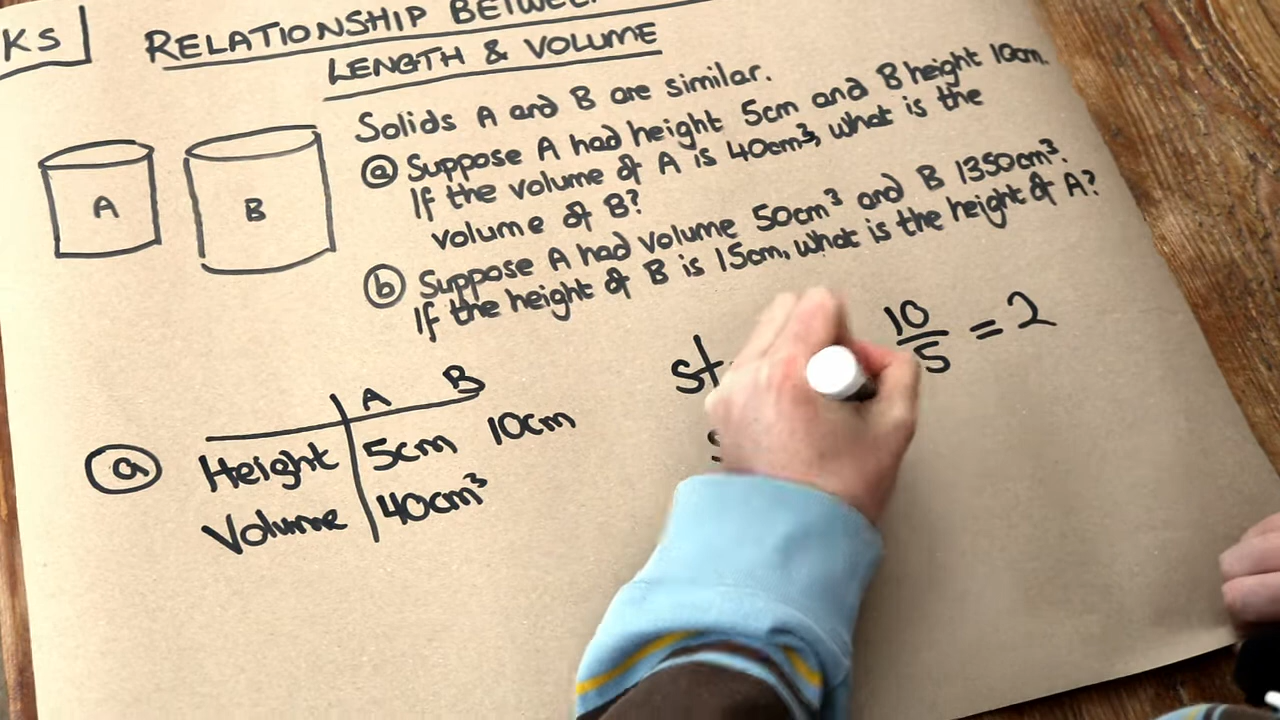 KS
RELATIONSHIP BETWEEN
LENGTH & VOLUME
Solids A and B are similar.
ⓐ Suppose A had height 5cm and B height 10cm.
If the volume of A is 40cm³, what is the
volume of B?
ⓑ Suppose A had volume 50cm³ and B 1350cm³.
If the height of B is 15cm, what is the height of A?
A
B
10/5 = 2
A B
ⓐ
Height 5cm 10cm
Volume 40cm³